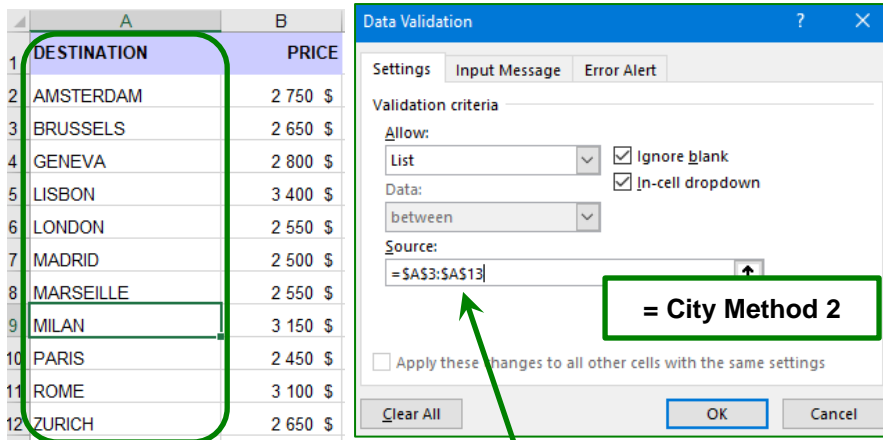 A B
1 DESTINATION PRICE
2 AMSTERDAM 2 750 $
3 BRUSSELS 2 650 $
4 GENEVA 2 800 $
5 LISBON 3 400 $
6 LONDON 2 550 $
7 MADRID 2 500 $
8 MARSEILLE 2 550 $
9 MILAN 3 150 $
10 PARIS 2 450 $
11 ROME 3 100 $
12 ZURICH 2 650 $
Data Validation ? ×
Settings Input Message Error Alert
Validation criteria
Allow:
List Ignore blank
In-cell dropdown
Data:
between
Source:
=$A$3:$A$13
= City Method 2
Apply these changes to all other cells with the same settings
Clear All OK Cancel